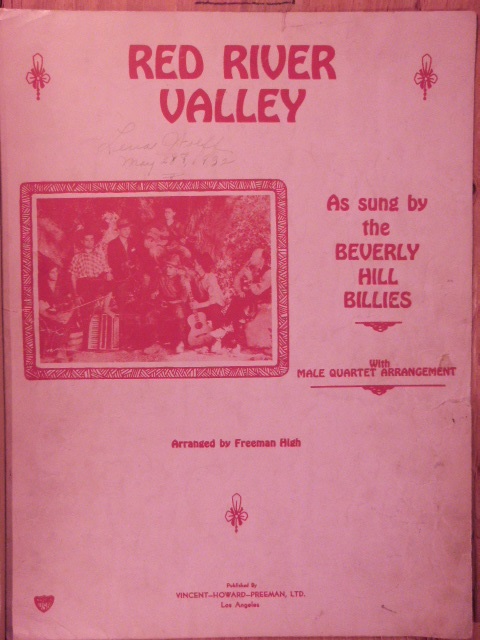 RED RIVER
VALLEY
May
As sung by
the
BEVERLY
HILL
BILLIES
With
MALE QUARTET ARRANGEMENT
Arranged by Freeman High
Published By
VINCENT-HOWARD-FREEMAN, LTD.
Los Angeles